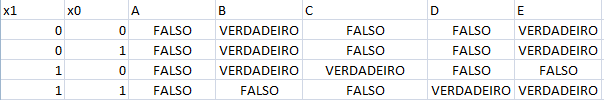 x1 x0 A B C D E
0 0 FALSO VERDADEIRO FALSO FALSO VERDADEIRO
0 1 FALSO VERDADEIRO FALSO FALSO VERDADEIRO
1 0 FALSO VERDADEIRO VERDADEIRO FALSO FALSO
1 1 FALSO FALSO FALSO VERDADEIRO VERDADEIRO